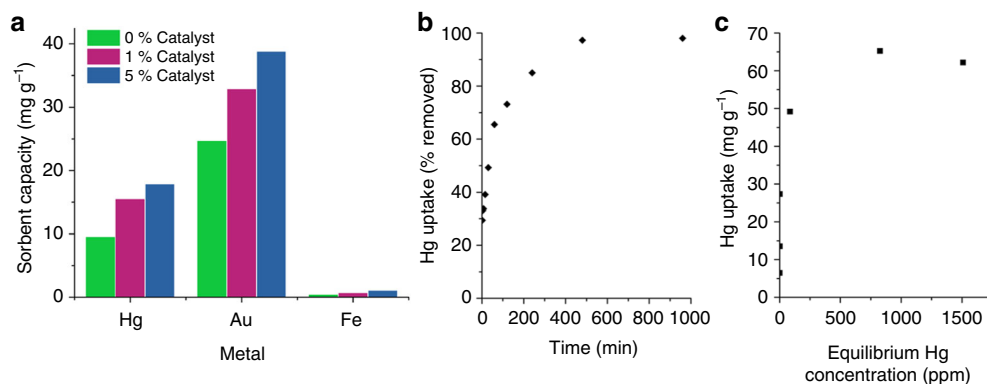 a
0 % Catalyst
1 % Catalyst
5 % Catalyst
Sorbent capacity (mg g⁻¹)
40
30
20
10
0
Hg
Au
Fe
Metal
b
Hg uptake (% removed)
100
80
60
40
20
0
0
200
400
600
800
1000
Time (min)
c
Hg uptake (mg g⁻¹)
70
65
60
50
40
30
20
10
0
0
500
1000
1500
Equilibrium Hg
concentration (ppm)